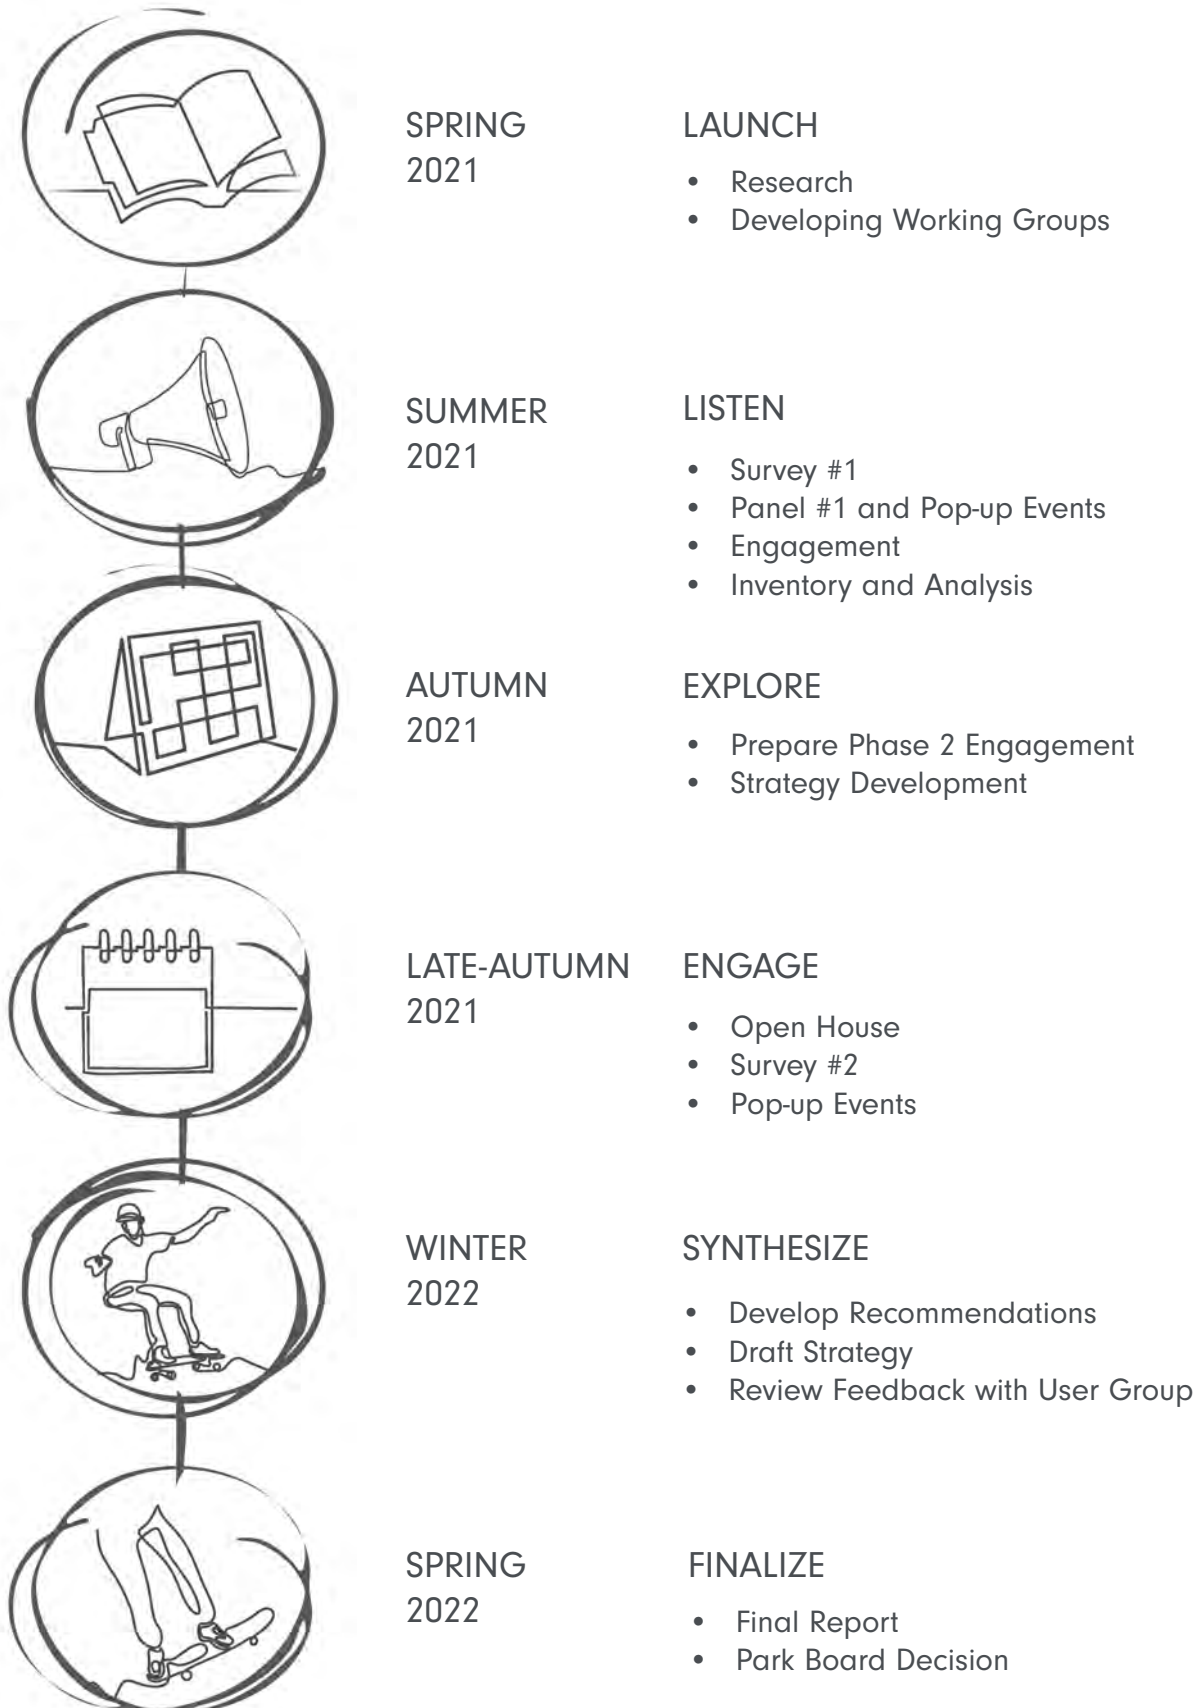 SPRING
2021
LAUNCH
• Research
• Developing Working Groups
SUMMER
2021
LISTEN
• Survey #1
• Panel #1 and Pop-up Events
• Engagement
• Inventory and Analysis
AUTUMN
2021
EXPLORE
• Prepare Phase 2 Engagement
• Strategy Development
LATE-AUTUMN
2021
ENGAGE
• Open House
• Survey #2
• Pop-up Events
WINTER
2022
SYNTHESIZE
• Develop Recommendations
• Draft Strategy
• Review Feedback with User Group
SPRING
2022
FINALIZE
• Final Report
• Park Board Decision